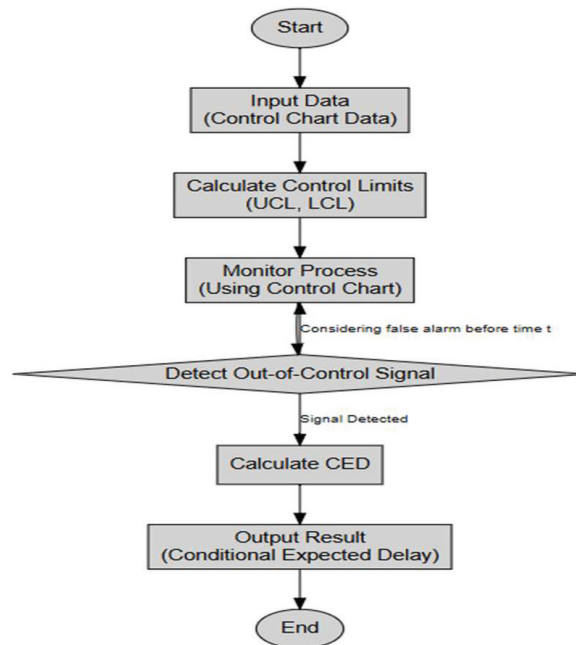 Start
Input Data
(Control Chart Data)
Calculate Control Limits
(UCL, LCL)
Monitor Process
(Using Control Chart)
Considering false alarm before time t
Detect Out-of-Control Signal
Signal Detected
Calculate CED
Output Result
(Conditional Expected Delay)
End